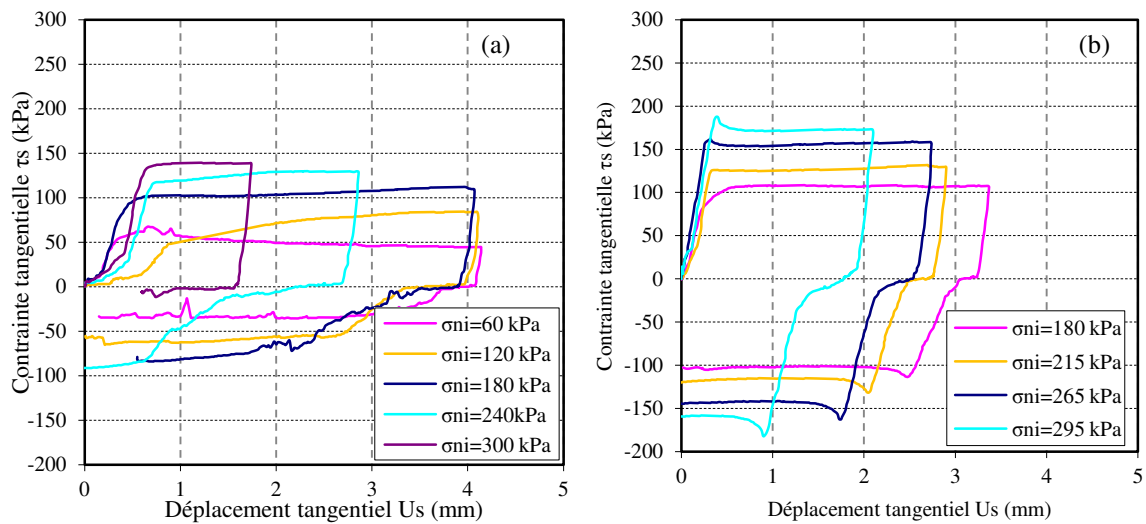 (a)
300
250
200
150
100
50
0
-50
-100
-150
-200
0 1 2 3 4 5
Contrainte tangentielle τs (kPa)
Déplacement tangentiel Us (mm)
σni=60 kPa
σni=120 kPa
σni=180 kPa
σni=240kPa
σni=300 kPa
(b)
300
250
200
150
100
50
0
-50
-100
-150
-200
0 1 2 3 4 5
Contrainte tangentielle τs (kPa)
Déplacement tangentiel Us (mm)
σni=180 kPa
σni=215 kPa
σni=265 kPa
σni=295 kPa